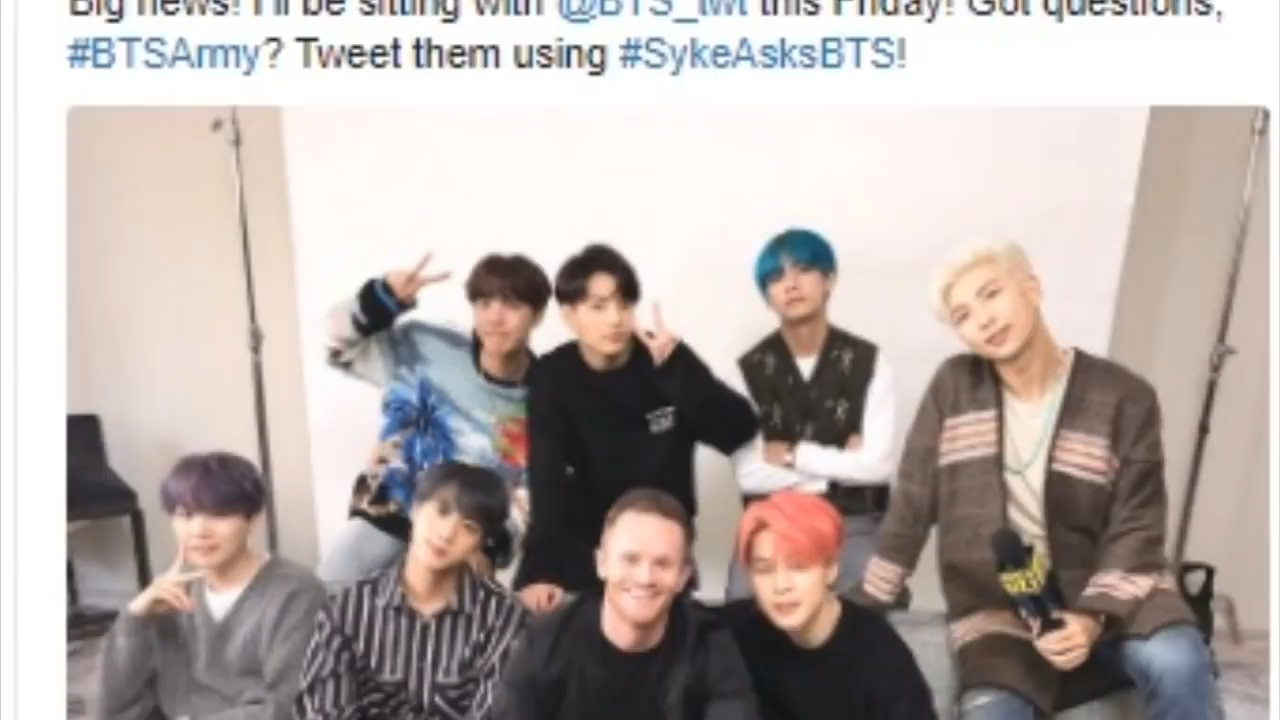 Big news! I'll be sitting with @BTS_twt this Friday! Got questions,
#BTSArmy? Tweet them using #SykeAsksBTS!